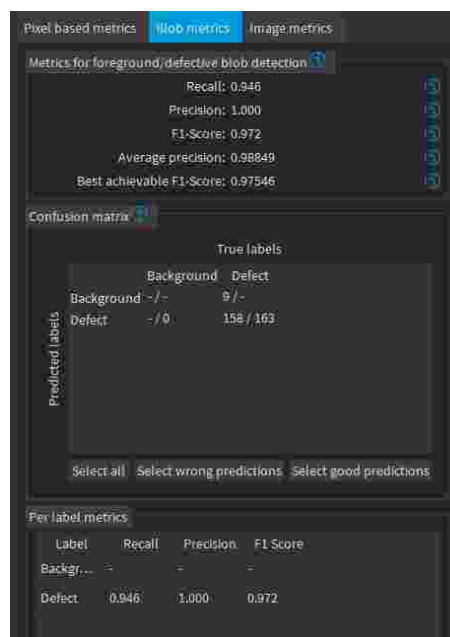 Pixel based metrics Blob metrics Image metrics
Metrics for foreground/defective blob detection
Recall: 0.946
Precision: 1.000
F1-Score: 0.972
Average precision: 0.98849
Best achievable F1-Score: 0.97546
Confusion matrix
True labels
Background Defect
Background -/- 9/-
Defect -/0 158/163
Predicted labels
Select all Select wrong predictions Select good predictions
Per label metrics
Label Recall Precision F1 Score
Backgr... - - -
Defect 0.946 1.000 0.972